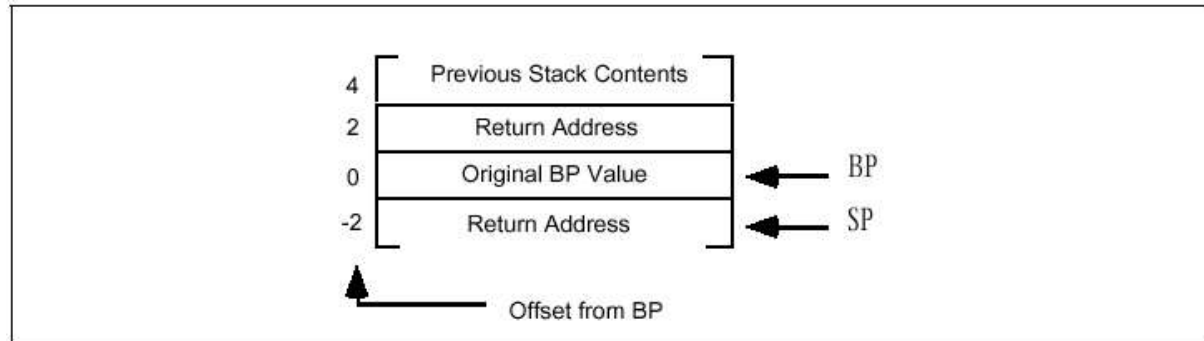 4 Previous Stack Contents
2 Return Address
0 Original BP Value BP
-2 Return Address SP
Offset from BP